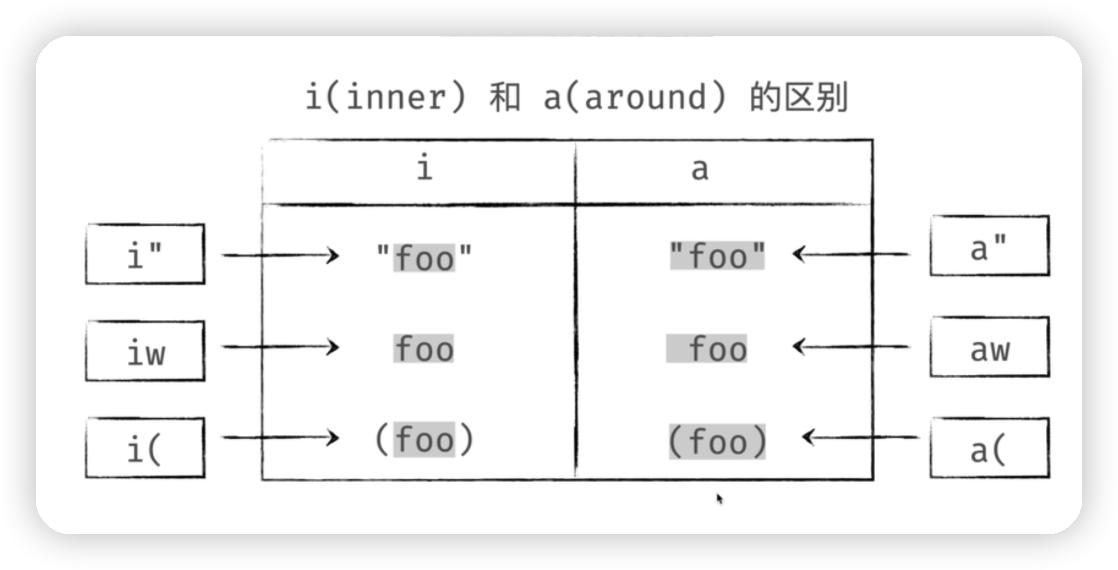 i(inner) 和 a(around) 的区别
i a
i" "foo" "foo" a"
iw foo foo aw
i( (foo) (foo) a(